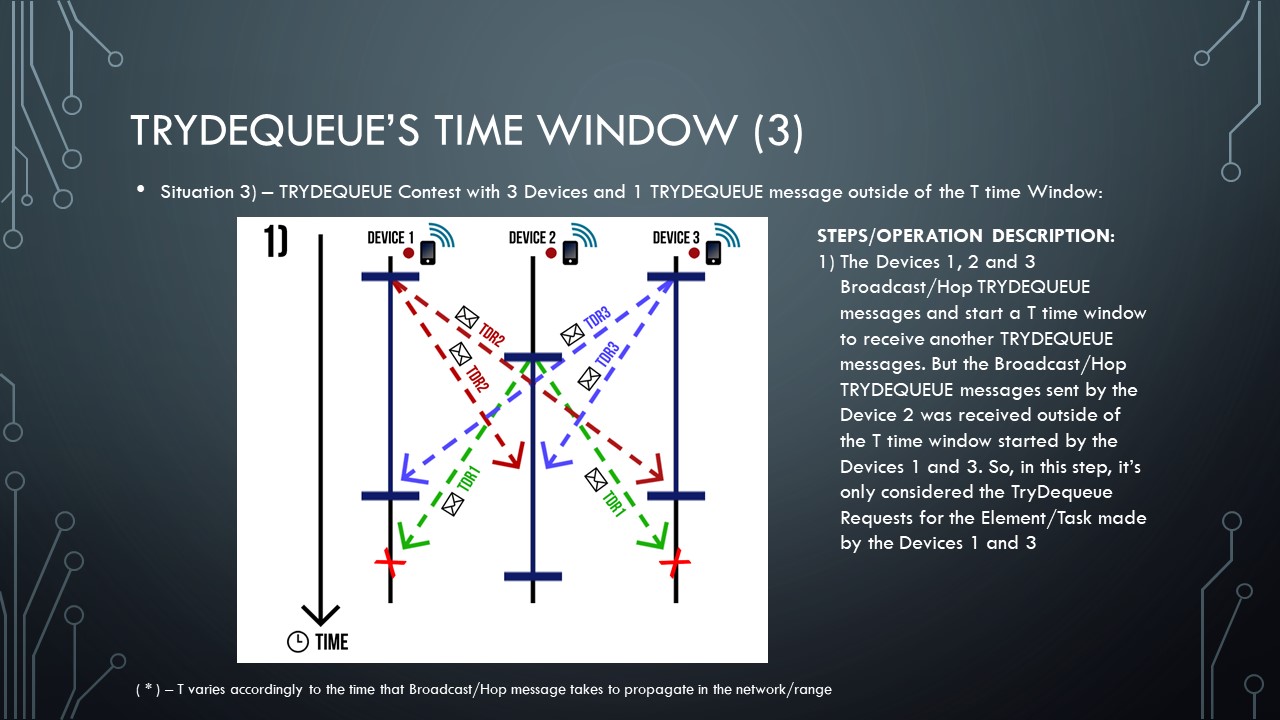 TRYDEQUEUE’S TIME WINDOW (3)
• Situation 3) – TRYDEQUEUE Contest with 3 Devices and 1 TRYDEQUEUE message outside of the T time Window:
1)
DEVICE 1
DEVICE 2
DEVICE 3
TDR2
TDR3
TDR2
TDR3
TDR1
TDR1
TIME
STEPS/OPERATION DESCRIPTION:
1) The Devices 1, 2 and 3
Broadcast/Hop TRYDEQUEUE
messages and start a T time window
to receive another TRYDEQUEUE
messages. But the Broadcast/Hop
TRYDEQUEUE messages sent by the
Device 2 was received outside of
the T time window started by the
Devices 1 and 3. So, in this step, it’s
only considered the TryDequeue
Requests for the Element/Task made
by the Devices 1 and 3
( * ) – T varies accordingly to the time that Broadcast/Hop message takes to propagate in the network/range